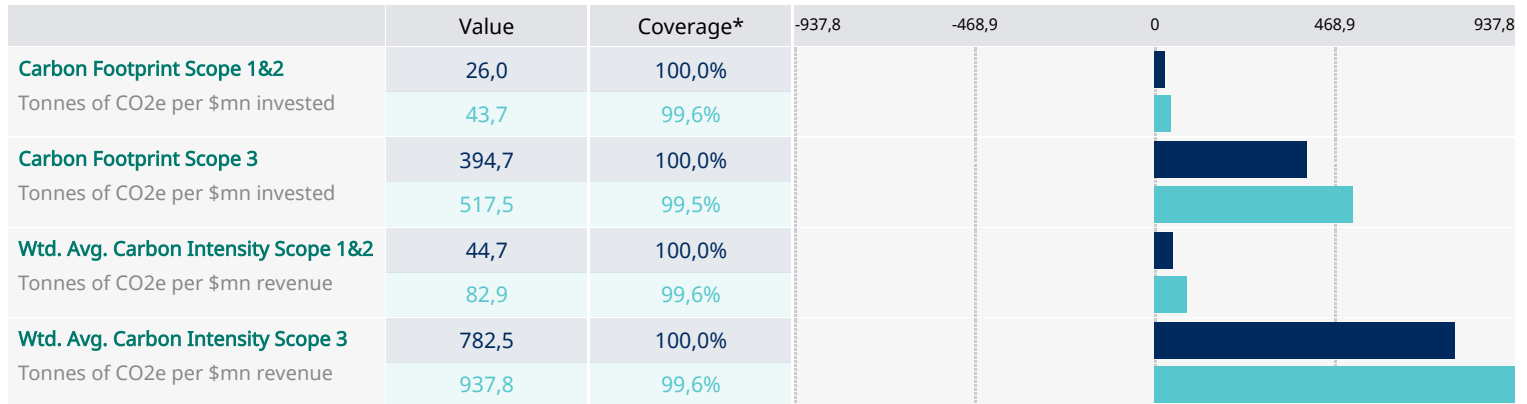 Value Coverage* -937,8 -468,9 0 468,9 937,8
Carbon Footprint Scope 1&2 26,0 100,0%
Tonnes of CO2e per $mn invested 43,7 99,6%
Carbon Footprint Scope 3 394,7 100,0%
Tonnes of CO2e per $mn invested 517,5 99,5%
Wtd. Avg. Carbon Intensity Scope 1&2 44,7 100,0%
Tonnes of CO2e per $mn revenue 82,9 99,6%
Wtd. Avg. Carbon Intensity Scope 3 782,5 100,0%
Tonnes of CO2e per $mn revenue 937,8 99,6%